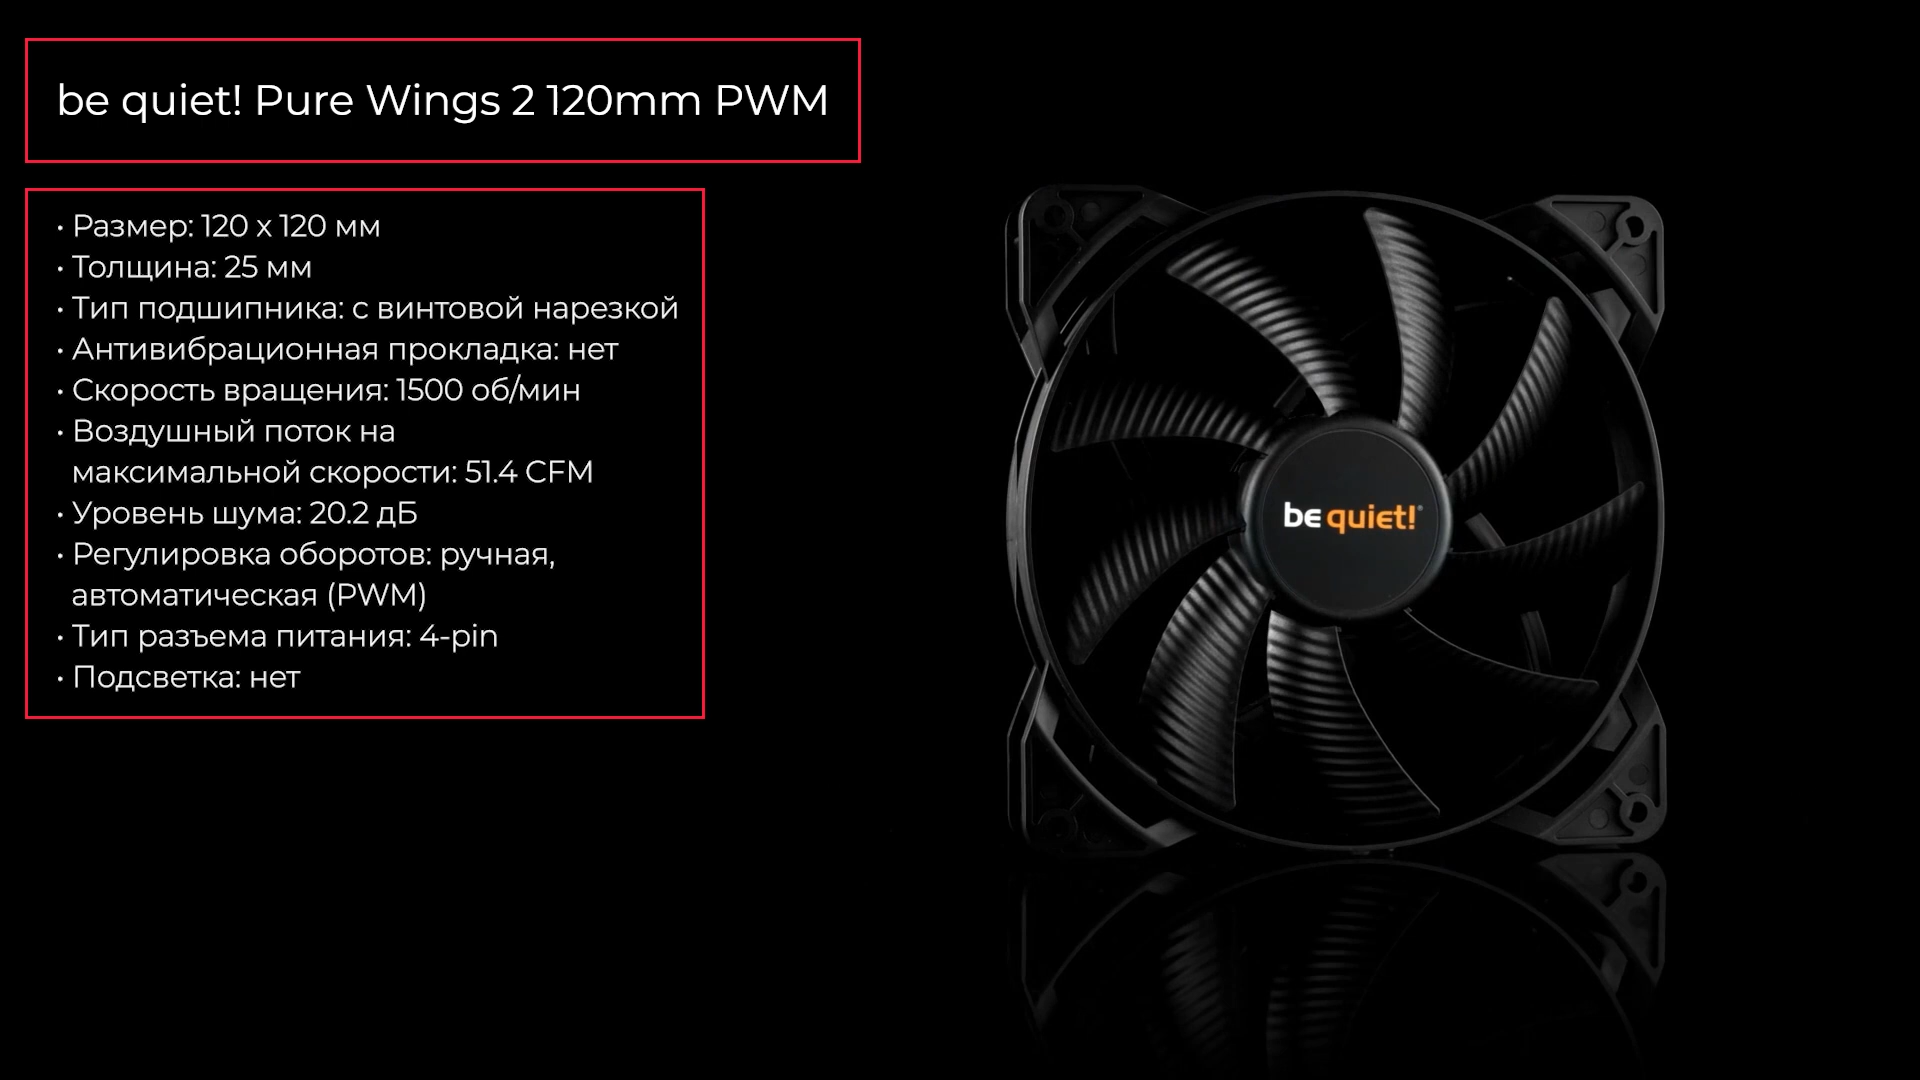 be quiet! Pure Wings 2 120mm PWM
• Размер: 120 x 120 мм
• Толщина: 25 мм
• Тип подшипника: с винтовой нарезкой
• Антивибрационная прокладка: нет
• Скорость вращения: 1500 об/мин
• Воздушный поток на
максимальной скорости: 51.4 CFM
• Уровень шума: 20.2 дБ
• Регулировка оборотов: ручная,
автоматическая (PWM)
• Тип разъема питания: 4-pin
• Подсветка: нет
be quiet!®